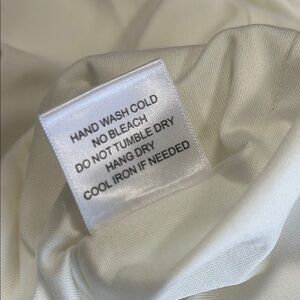 HAND WASH COLD
NO BLEACH
DO NOT TUMBLE DRY
HANG DRY
COOL IRON IF NEEDED